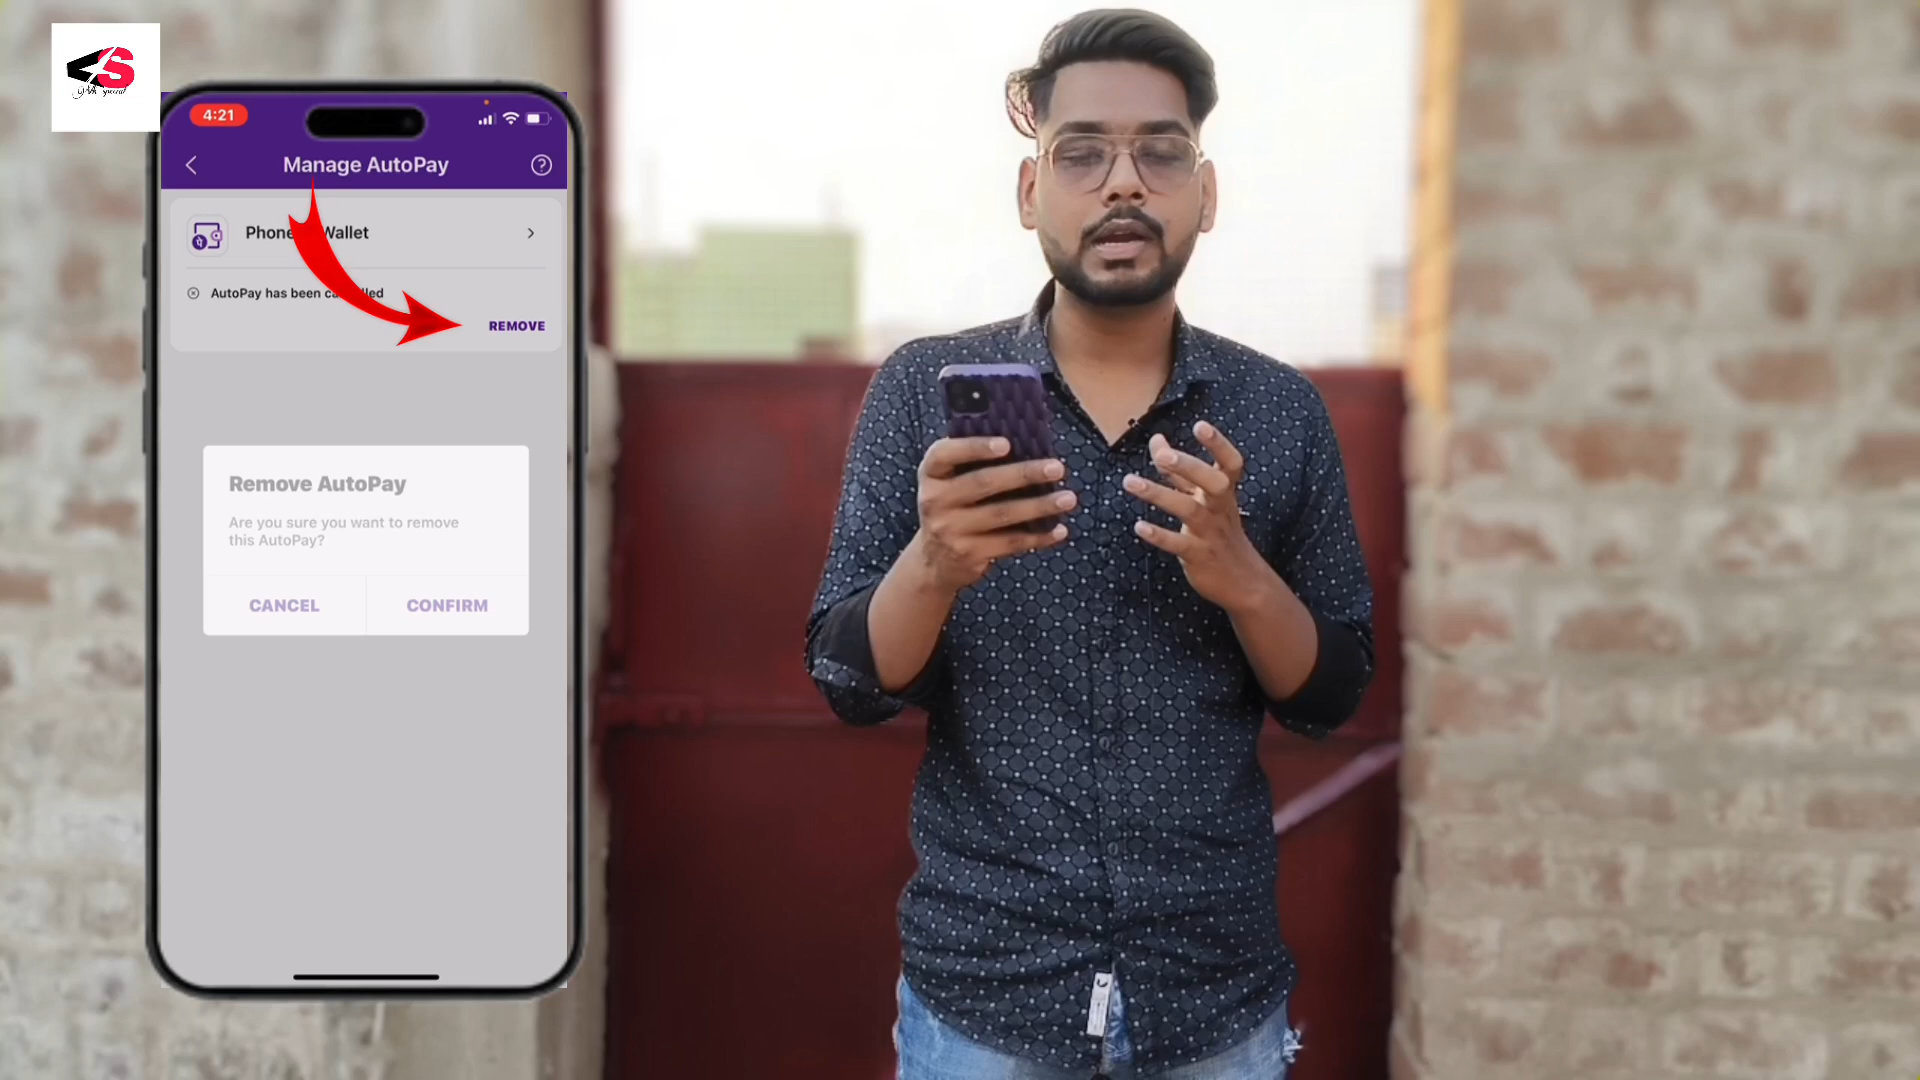 S
4:21
Manage AutoPay
Phone Wallet
AutoPay has been cancelled
REMOVE
Remove AutoPay
Are you sure you want to remove
this AutoPay?
CANCEL
CONFIRM